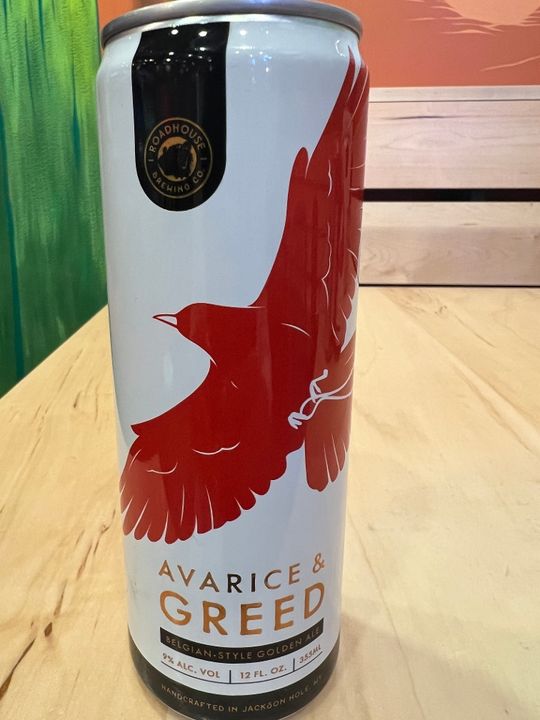 ROADHOUSE
BREWING CO.
AVARICE &
GREED
BELGIAN-STYLE GOLDEN ALE
9% ALC. VOL | 12 FL. OZ. | 355ML
HANDCRAFTED IN JACKSON HOLE, WY